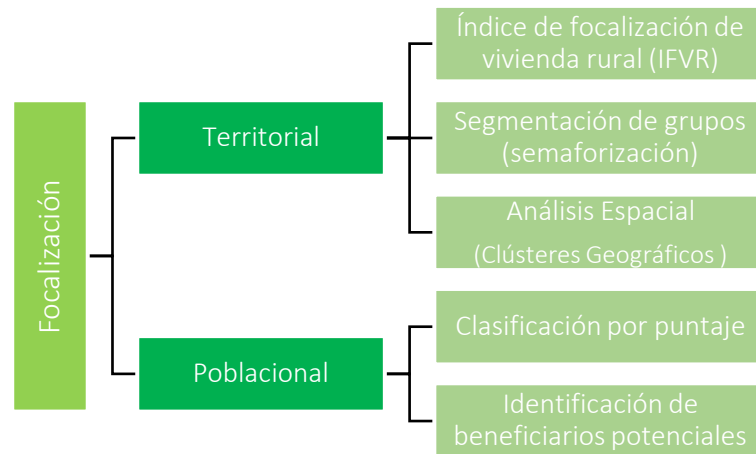 Focalización
Territorial
Índice de focalización de
vivienda rural (IFVR)
Segmentación de grupos
(semaforización)
Análisis Espacial
(Clústeres Geográficos )
Poblacional
Clasificación por puntaje
Identificación de
beneficiarios potenciales